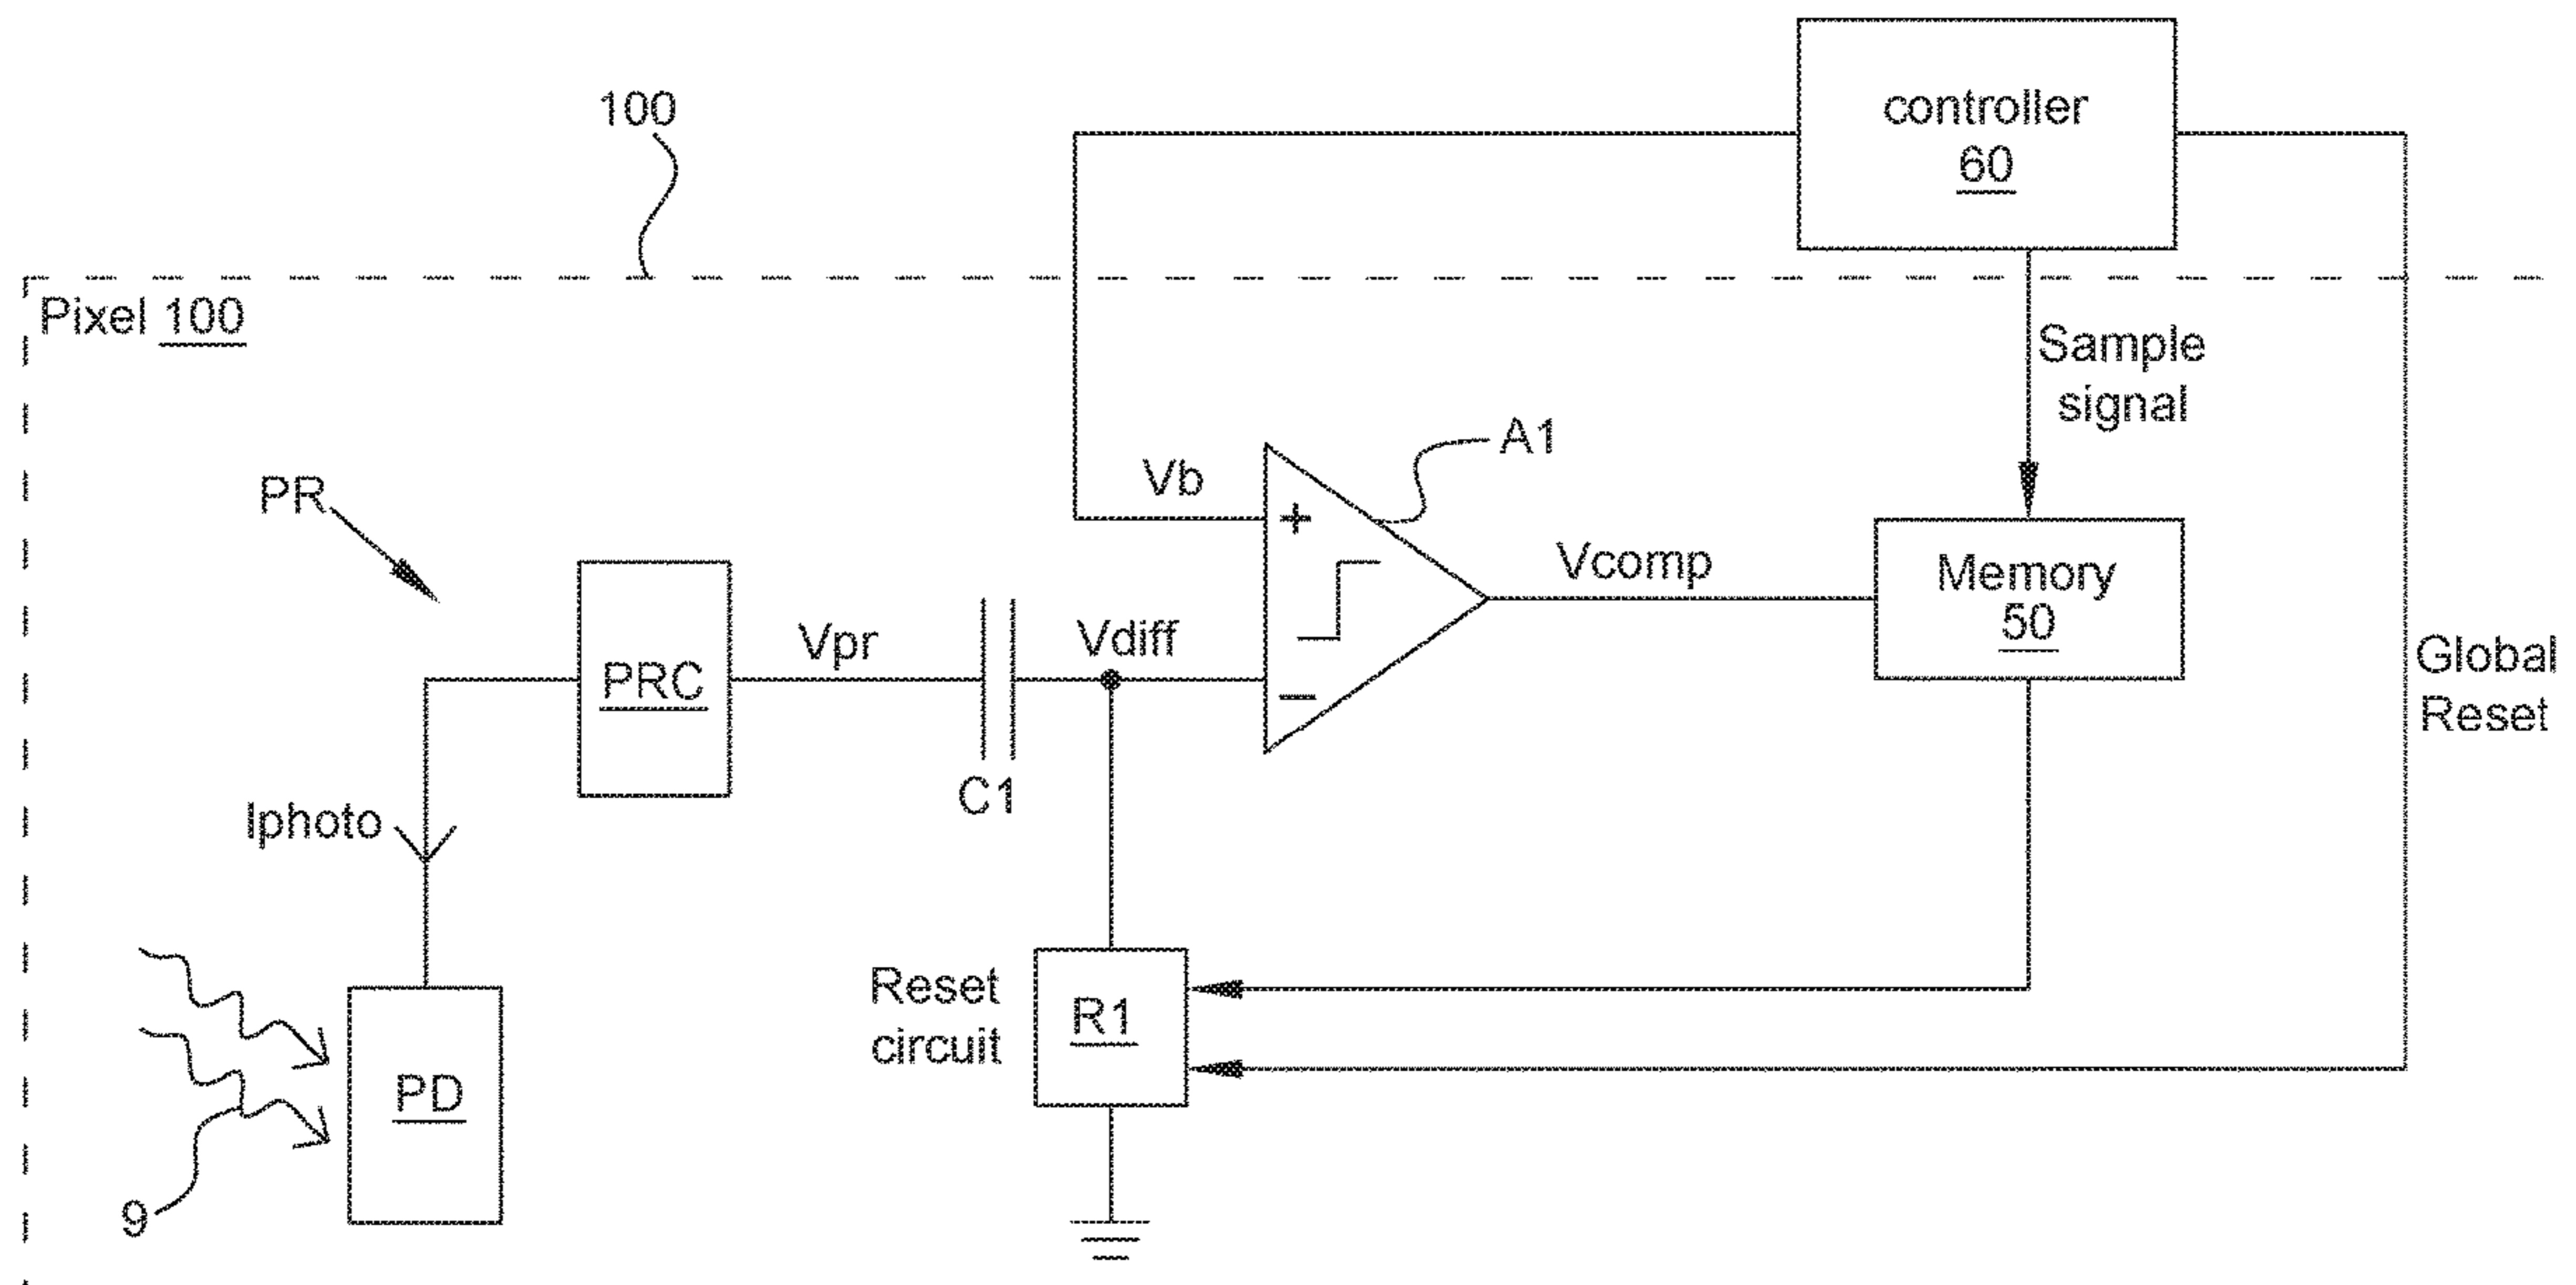 controller
60
100
Pixel 100
Sample
signal
A1
Vb
PR
+
Vcomp
Memory
50
Vpr
Vdiff
PRC
Global
Reset
−
C1
Iphoto
Reset
circuit
R1
PD
9